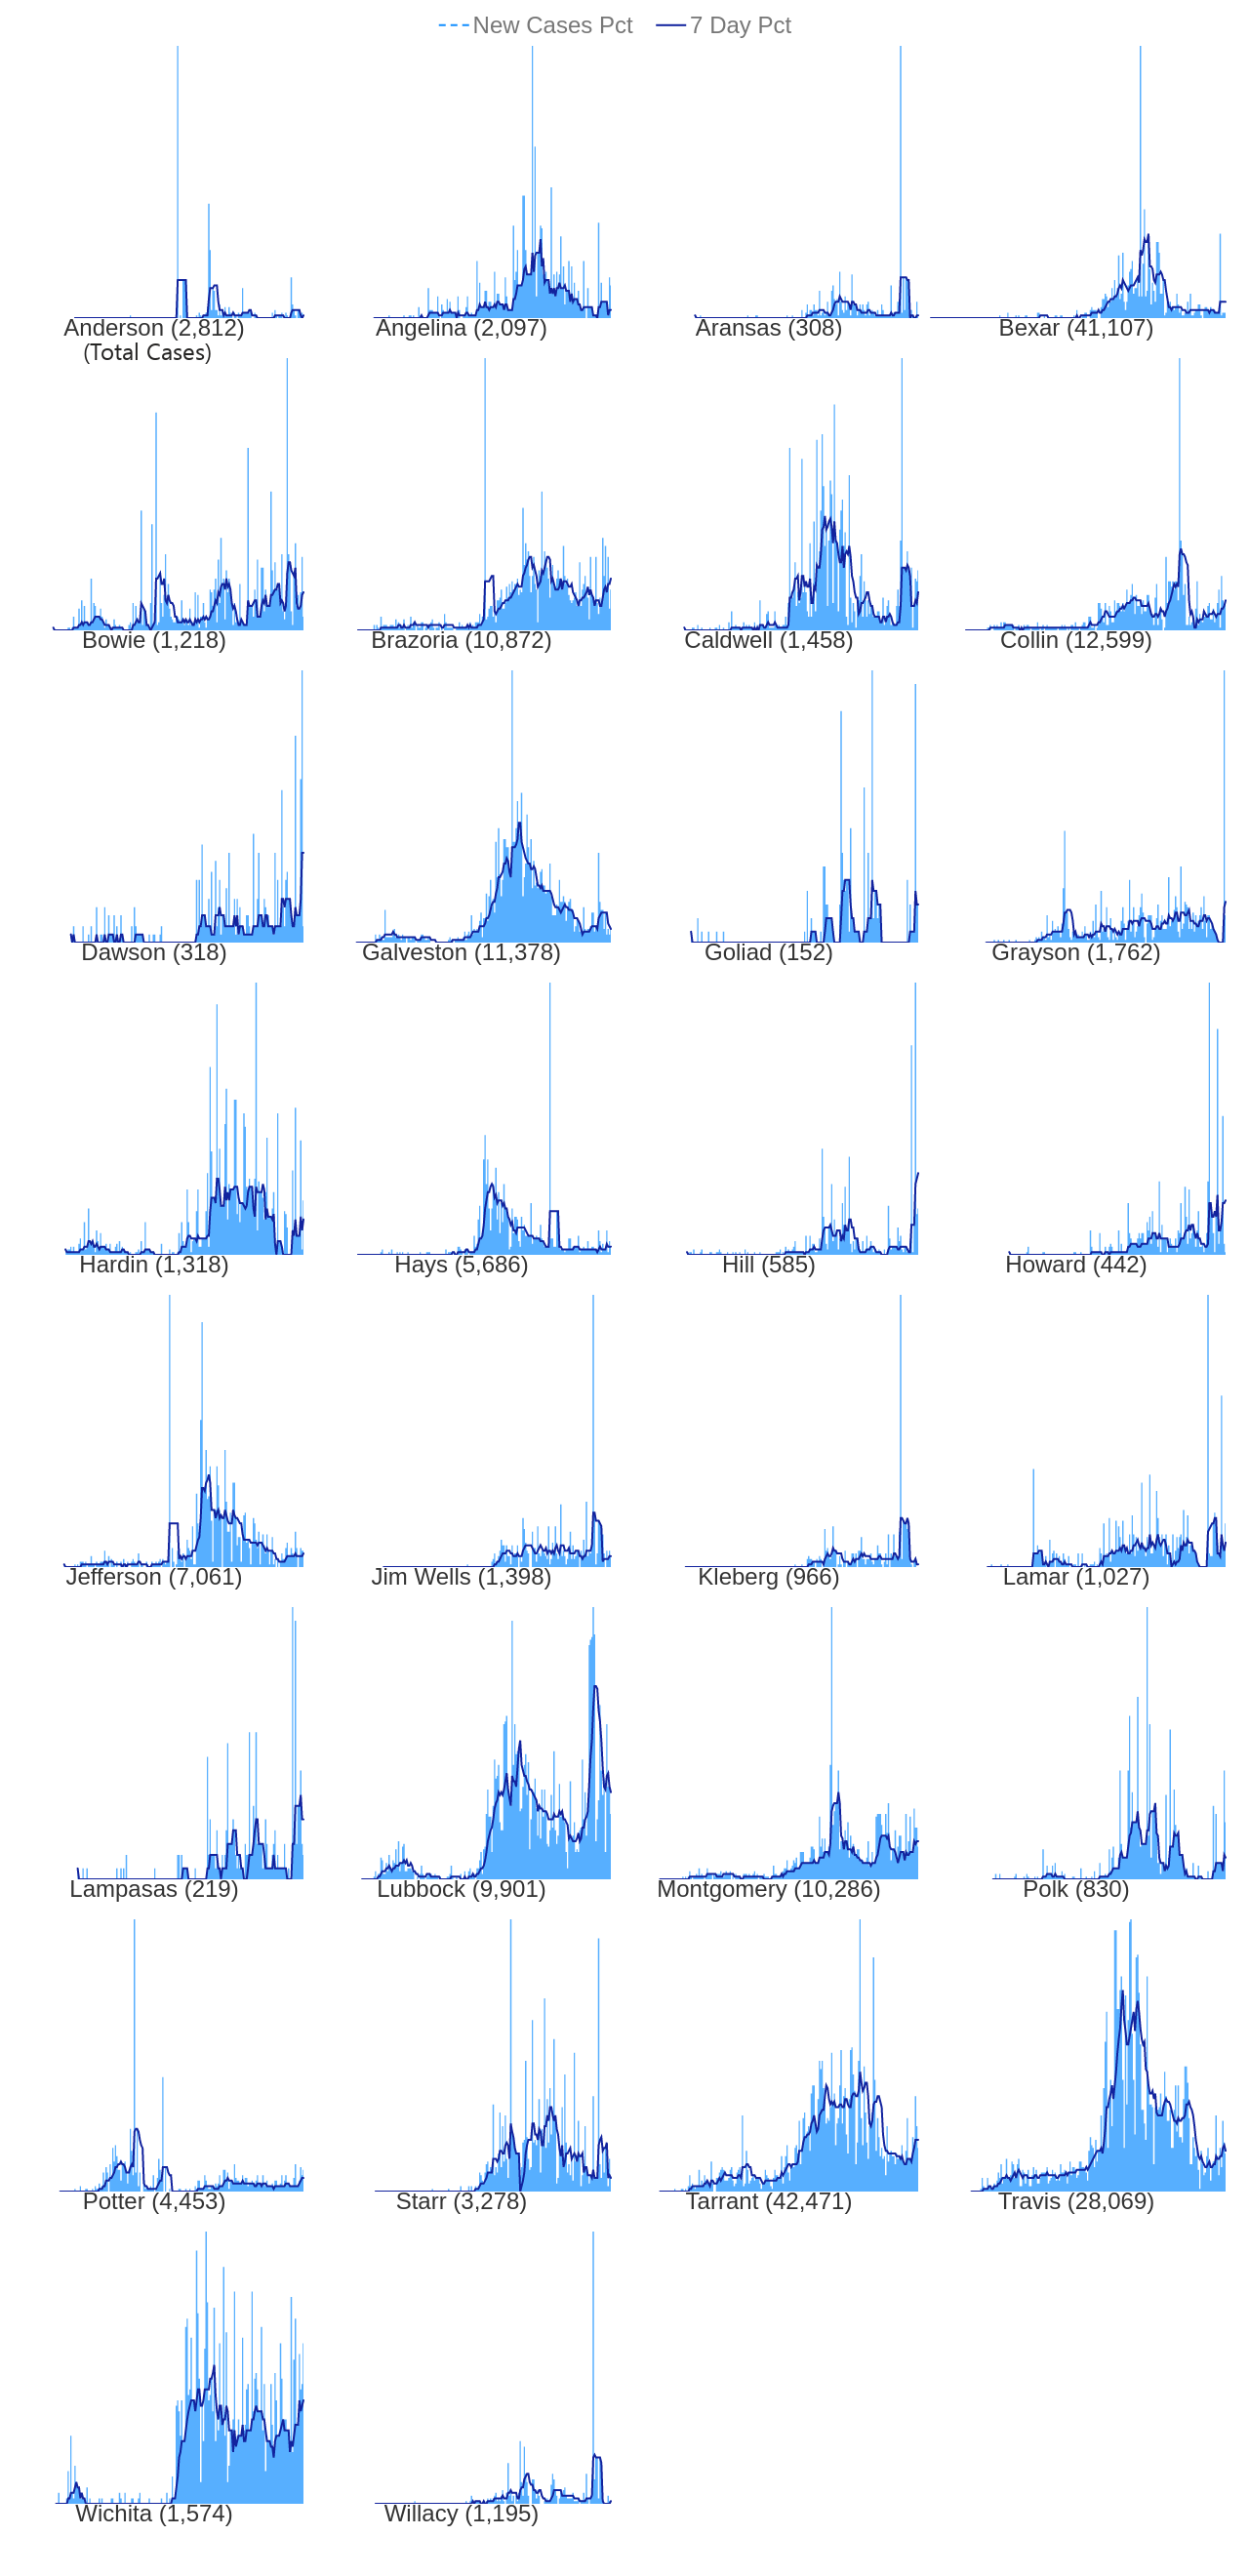 New Cases Pct 7 Day Pct
Anderson (2,812) Angelina (2,097) Aransas (308) Bexar (41,107)
(Total Cases)
Bowie (1,218) Brazoria (10,872) Caldwell (1,458) Collin (12,599)
Dawson (318) Galveston (11,378) Goliad (152) Grayson (1,762)
Hardin (1,318) Hays (5,686) Hill (585) Howard (442)
Jefferson (7,061) Jim Wells (1,398) Kleberg (966) Lamar (1,027)
Lampasas (219) Lubbock (9,901) Montgomery (10,286) Polk (830)
Potter (4,453) Starr (3,278) Tarrant (42,471) Travis (28,069)
Wichita (1,574) Willacy (1,195)